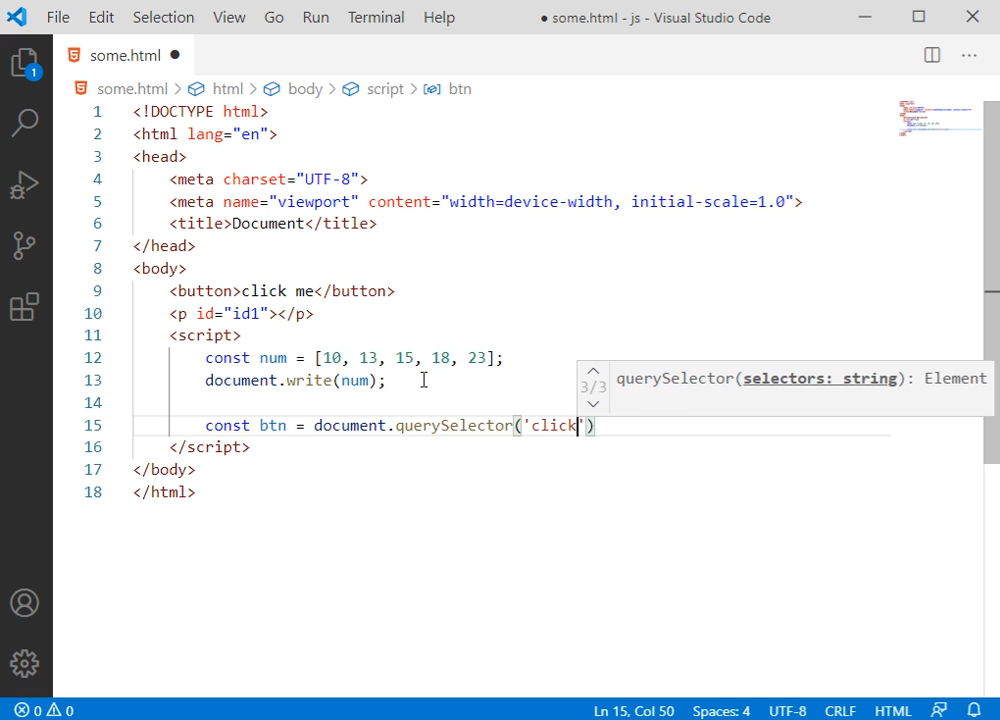 File Edit Selection View Go Run Terminal Help ● some.html - js - Visual Studio Code
some.html ●
some.html > html > body > script > btn
1 <!DOCTYPE html>
2 <html lang="en">
3 <head>
4 <meta charset="UTF-8">
5 <meta name="viewport" content="width=device-width, initial-scale=1.0">
6 <title>Document</title>
7 </head>
8 <body>
9 <button>click me</button>
10 <p id="id1"></p>
11 <script>
12 const num = [10, 13, 15, 18, 23];
13 document.write(num);
3/3 querySelector(selectors: string): Element
14
15 const btn = document.querySelector('click')
16 </script>
17 </body>
18 </html>
1
0 0 Ln 15, Col 50 Spaces: 4 UTF-8 CRLF HTML